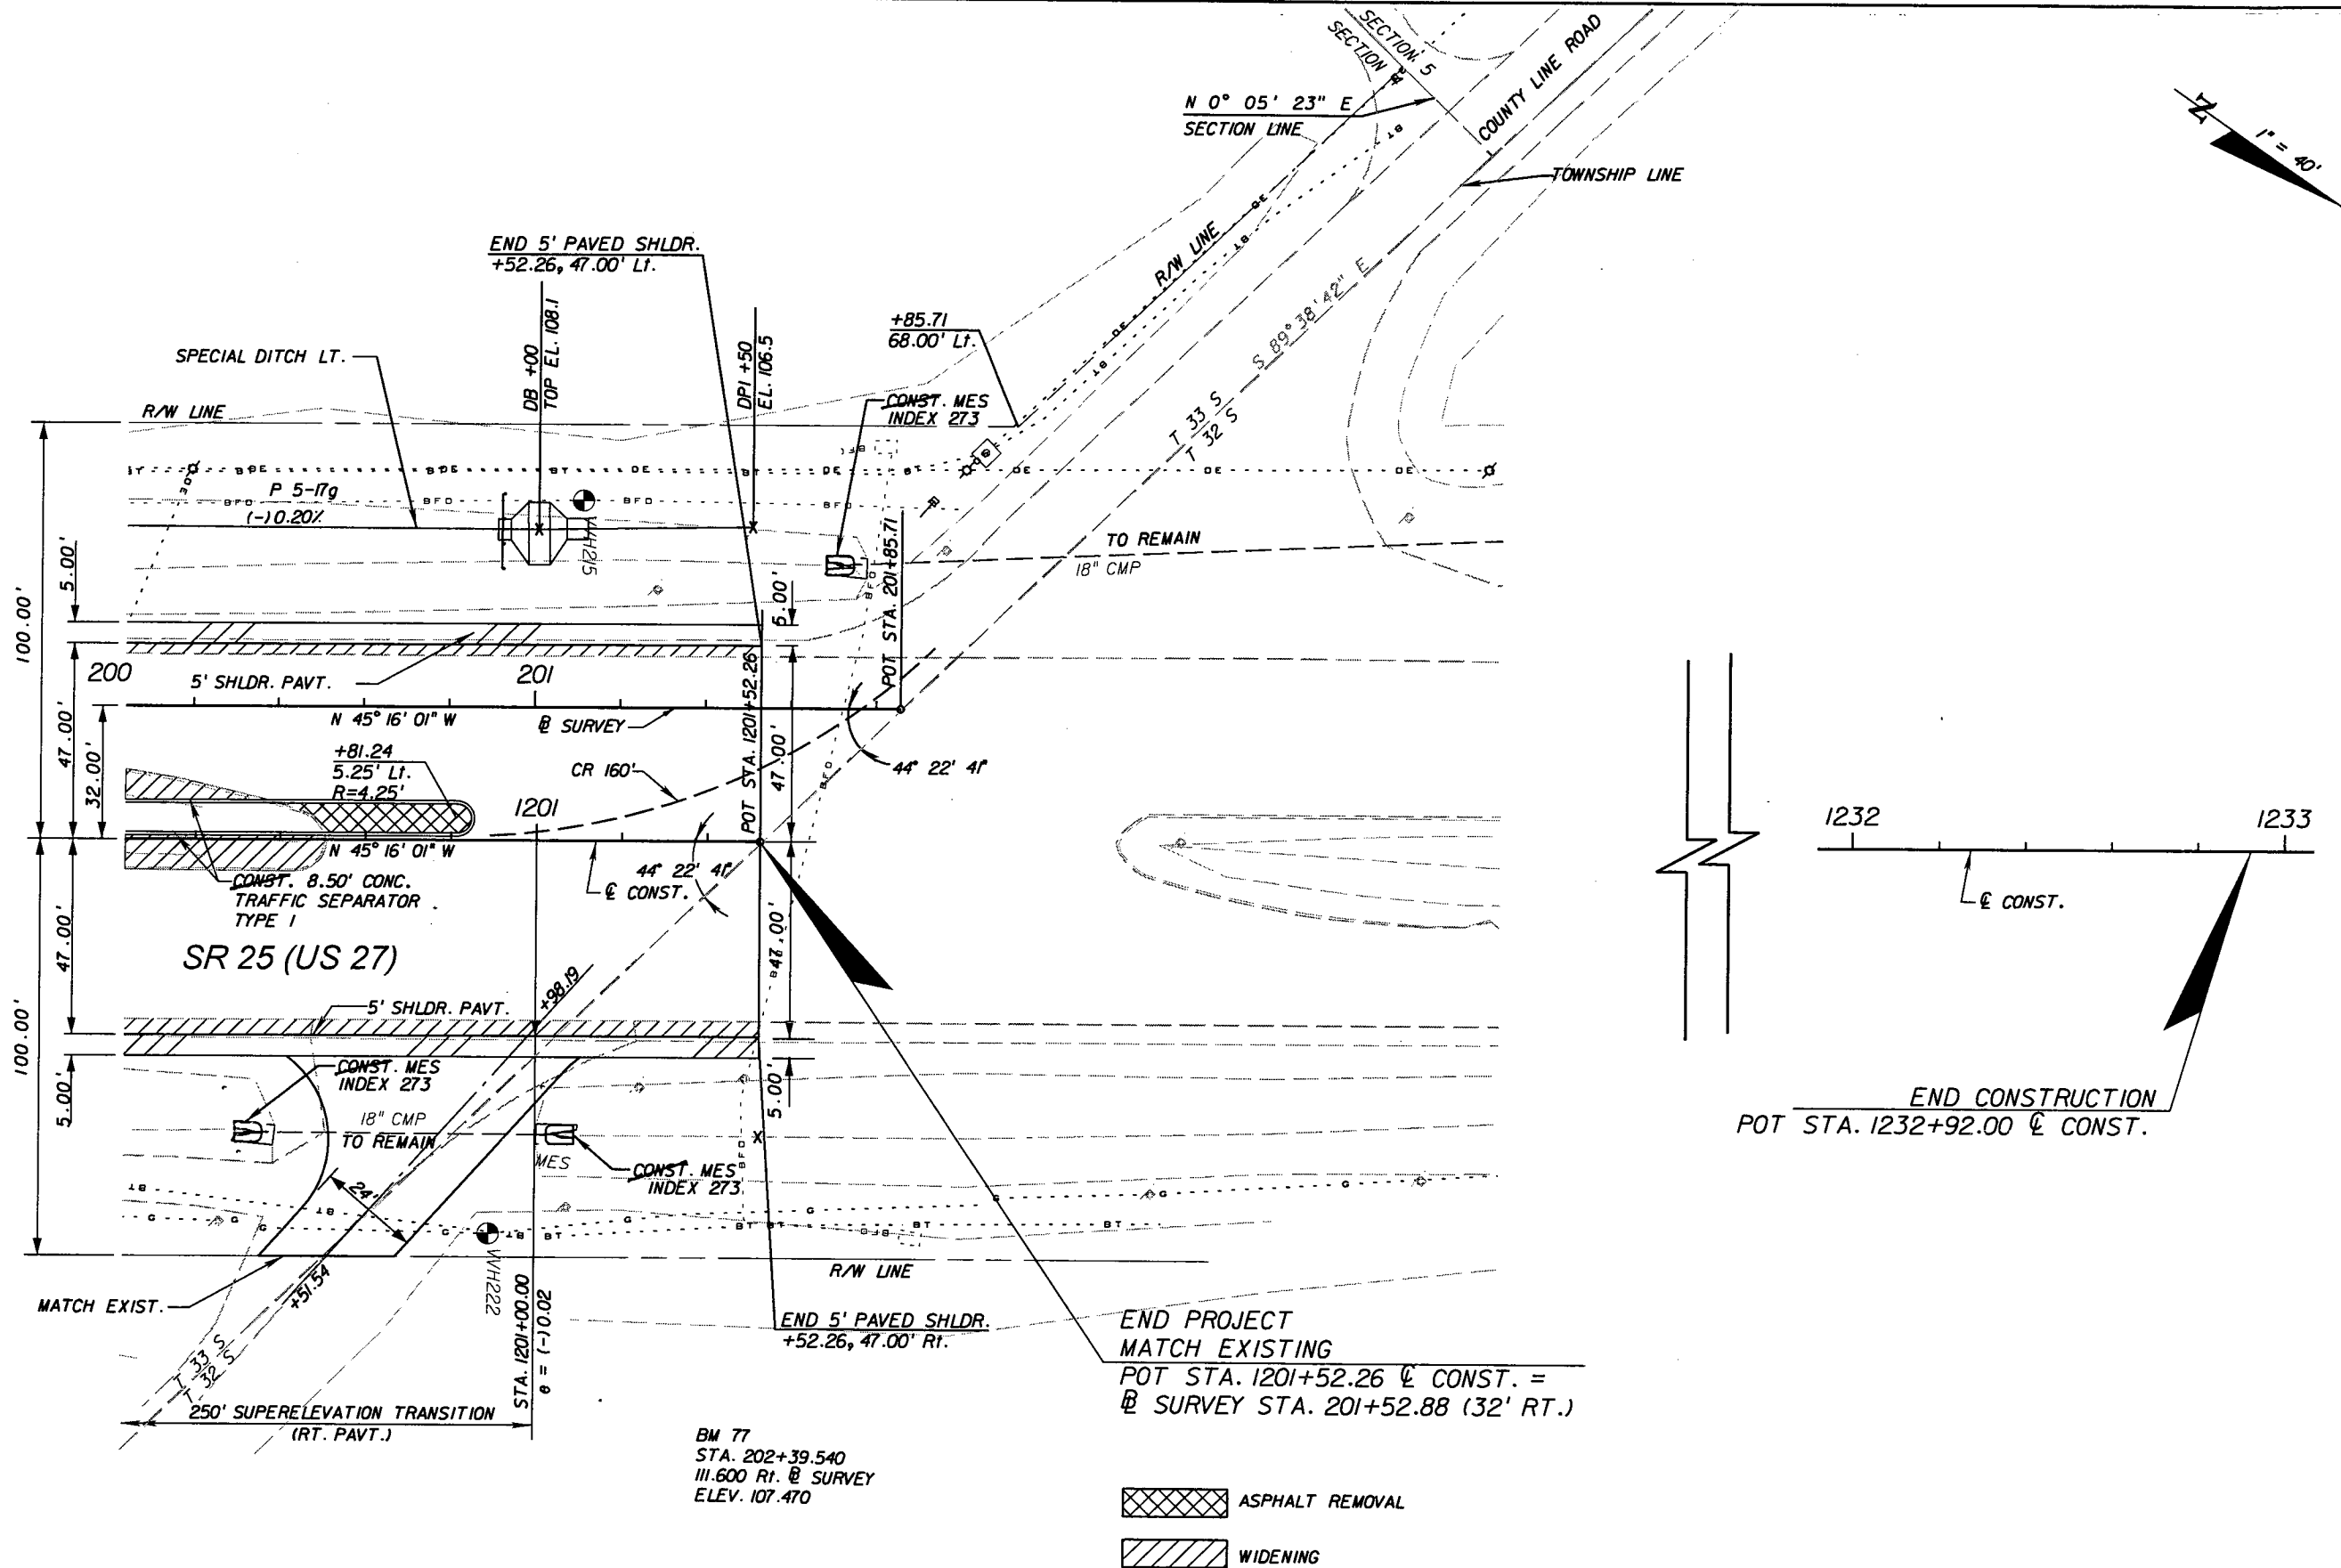 SECTION 5
SECTION 4
COUNTY LINE ROAD
N 0° 05' 23" E
SECTION LINE
TOWNSHIP LINE
N
1" = 40'
END 5' PAVED SHLDR.
+52.26, 47.00' Lt.
R/W LINE
S 89° 38' 42" E
T 33 S
T 32 S
+85.71
68.00' Lt.
SPECIAL DITCH LT.
DB +00
TOP EL. 108.1
DPI +50
EL. 106.5
CONST. MES
INDEX 273
R/W LINE
P 5-17g
(-) 0.20%
VVH215
TO REMAIN
18" CMP
POT STA. 201+85.71
100.00'
5.00'
5.00'
200
5' SHLDR. PAVT.
201
N 45° 16' 01" W
B SURVEY
47.00'
32.00'
POT STA. 1201+52.26
47.00'
44° 22' 41"
CR 160'
+81.24
5.25' Lt.
R=4.25'
1201
N 45° 16' 01" W
CONST. 8.50' CONC.
TRAFFIC SEPARATOR
TYPE I
44° 22' 41"
CL CONST.
1232
1233
CL CONST.
SR 25 (US 27)
47.00'
47.00'
+98.19
5' SHLDR. PAVT.
100.00'
5.00'
5.00'
CONST. MES
INDEX 273
18" CMP
TO REMAIN
MES
CONST. MES
INDEX 273
24'
END CONSTRUCTION
POT STA. 1232+92.00 CL CONST.
VVH222
R/W LINE
MATCH EXIST.
+51.54
STA. 1201+00.00
e = (-) 0.02
END 5' PAVED SHLDR.
+52.26, 47.00' Rt.
END PROJECT
MATCH EXISTING
POT STA. 1201+52.26 CL CONST. =
B SURVEY STA. 201+52.88 (32' RT.)
T 33 S
T 32 S
250' SUPERELEVATION TRANSITION
(RT. PAVT.)
BM 77
STA. 202+39.540
111.600 Rt. B SURVEY
ELEV. 107.470
ASPHALT REMOVAL
WIDENING